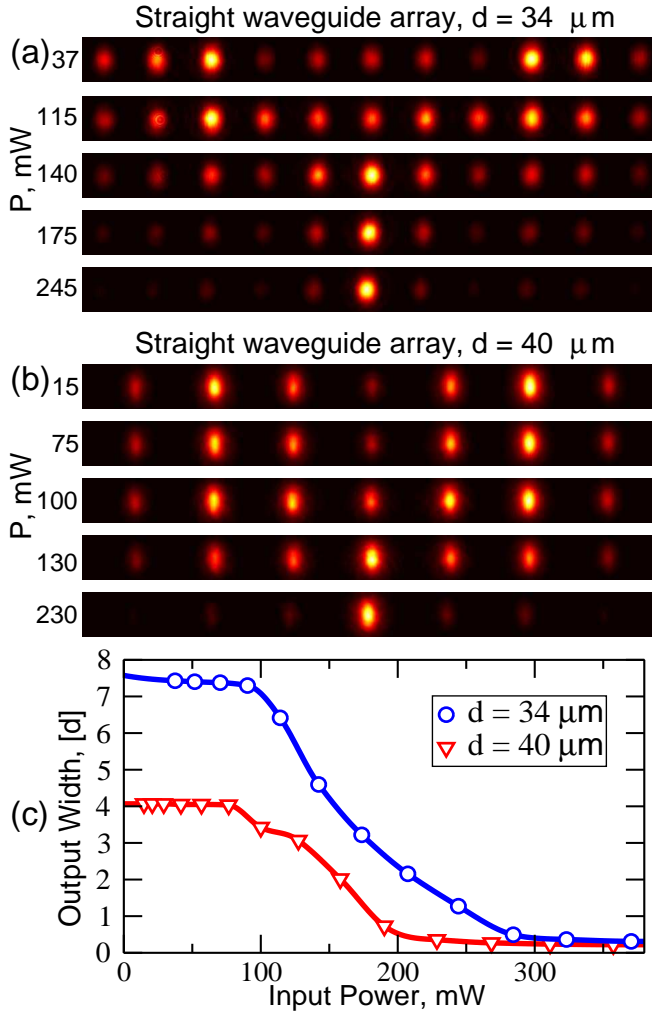 Straight waveguide array, d = 34 μm
(a) 37
115
140
175
245
P, mW
Straight waveguide array, d = 40 μm
(b) 15
75
100
130
230
P, mW
(c)
Output Width, [d]
8
7
6
5
4
3
2
1
0
d = 34 μm
d = 40 μm
0 100 200 300
Input Power, mW